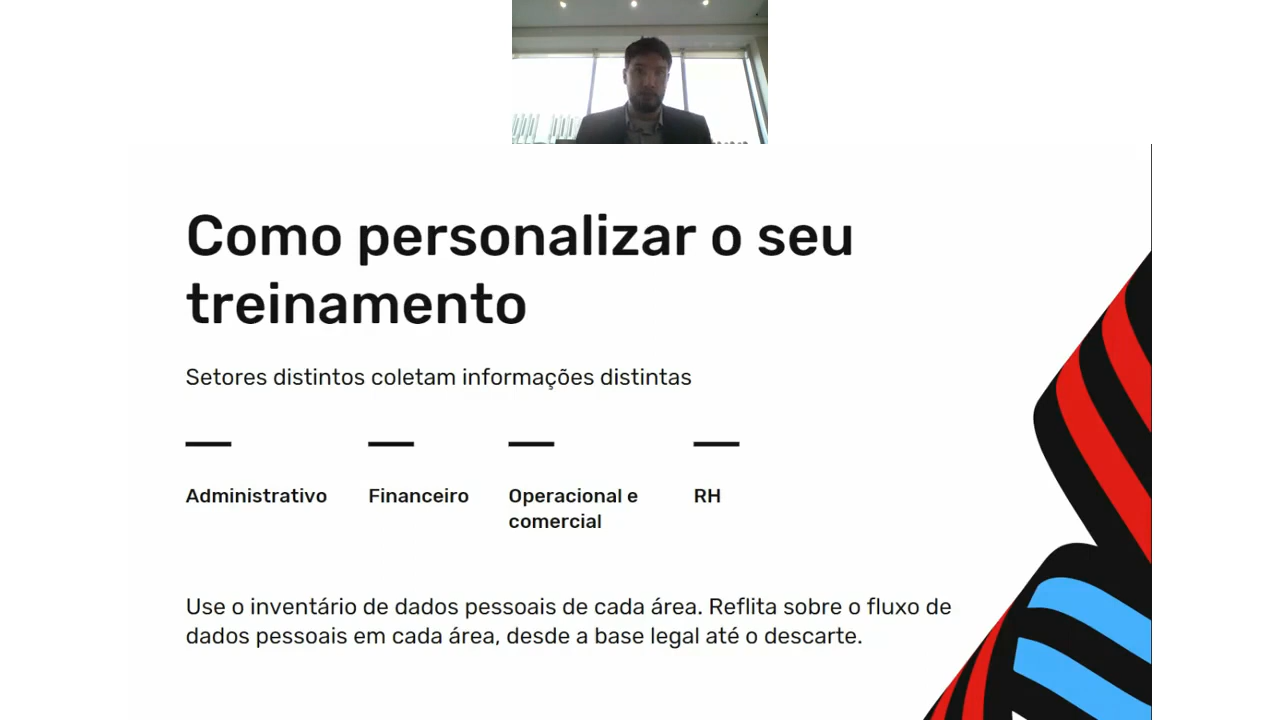 Como personalizar o seu
treinamento
Setores distintos coletam informações distintas
Administrativo
Financeiro
Operacional e
comercial
RH
Use o inventário de dados pessoais de cada área. Reflita sobre o fluxo de
dados pessoais em cada área, desde a base legal até o descarte.